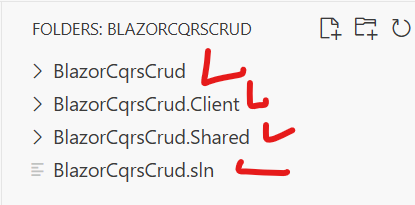 FOLDERS: BLAZORCQRSCRUD
BlazorCqrsCrud
BlazorCqrsCrud.Client
BlazorCqrsCrud.Shared
BlazorCqrsCrud.sln